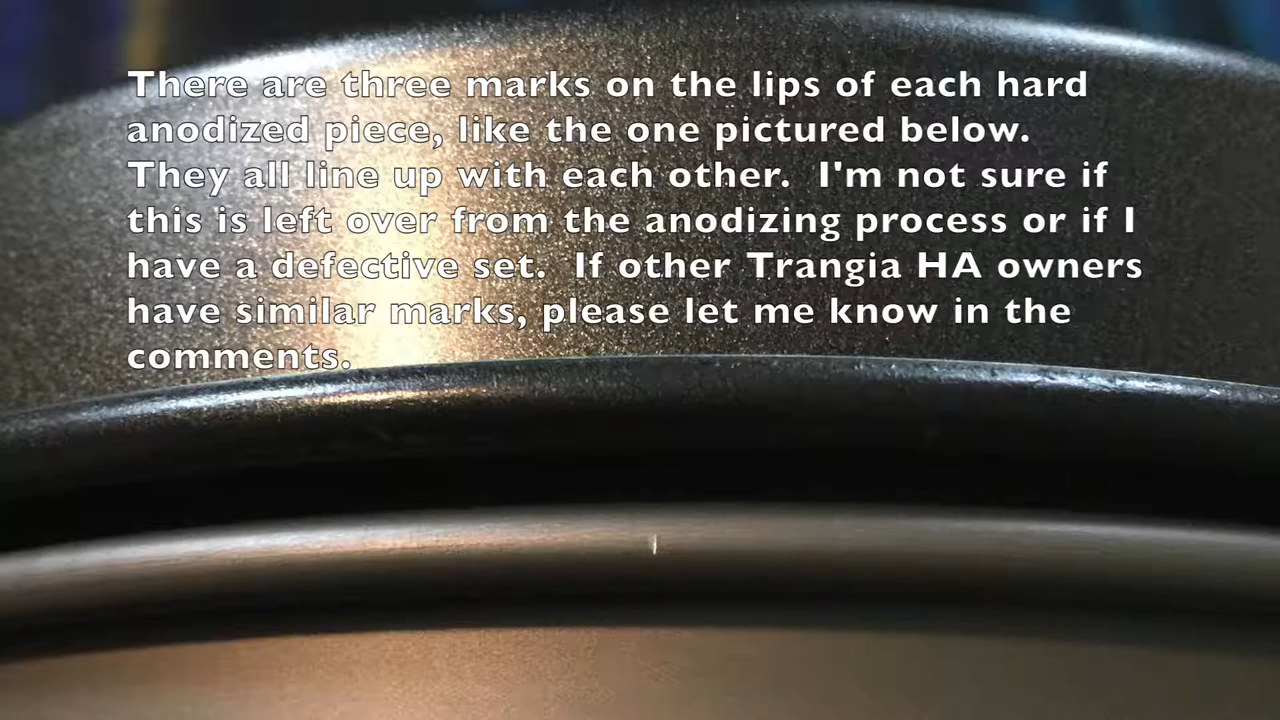 There are three marks on the lips of each hard
anodized piece, like the one pictured below.
They all line up with each other.  I'm not sure if
this is left over from the anodizing process or if I
have a defective set.  If other Trangia HA owners
have similar marks, please let me know in the
comments.